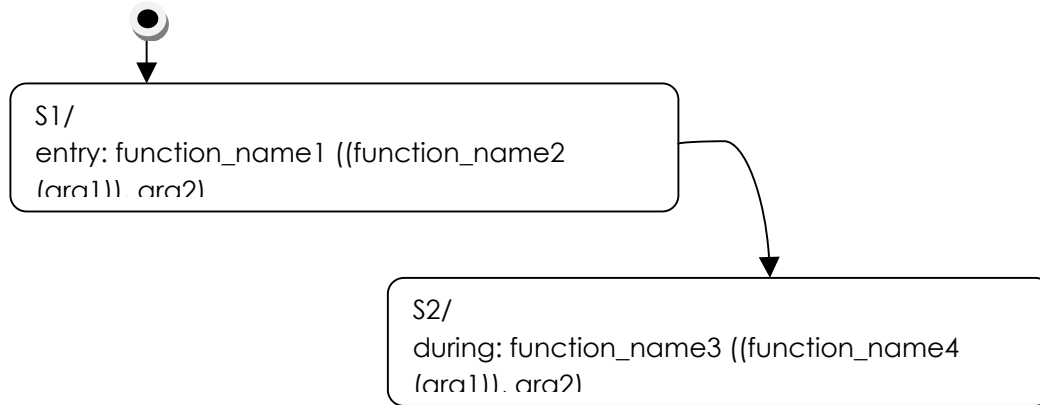 S1/
entry: function_name1 ((function_name2
(arg1)), arg2)
S2/
during: function_name3 ((function_name4
(arg1)), arg2)